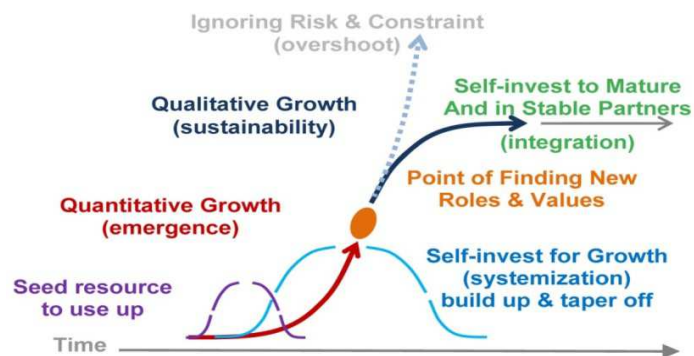 Ignoring Risk & Constraint
(overshoot)
Self-invest to Mature
And in Stable Partners
(integration)
Qualitative Growth
(sustainability)
Point of Finding New
Roles & Values
Quantitative Growth
(emergence)
Self-invest for Growth
(systemization)
build up & taper off
Seed resource
to use up
Time